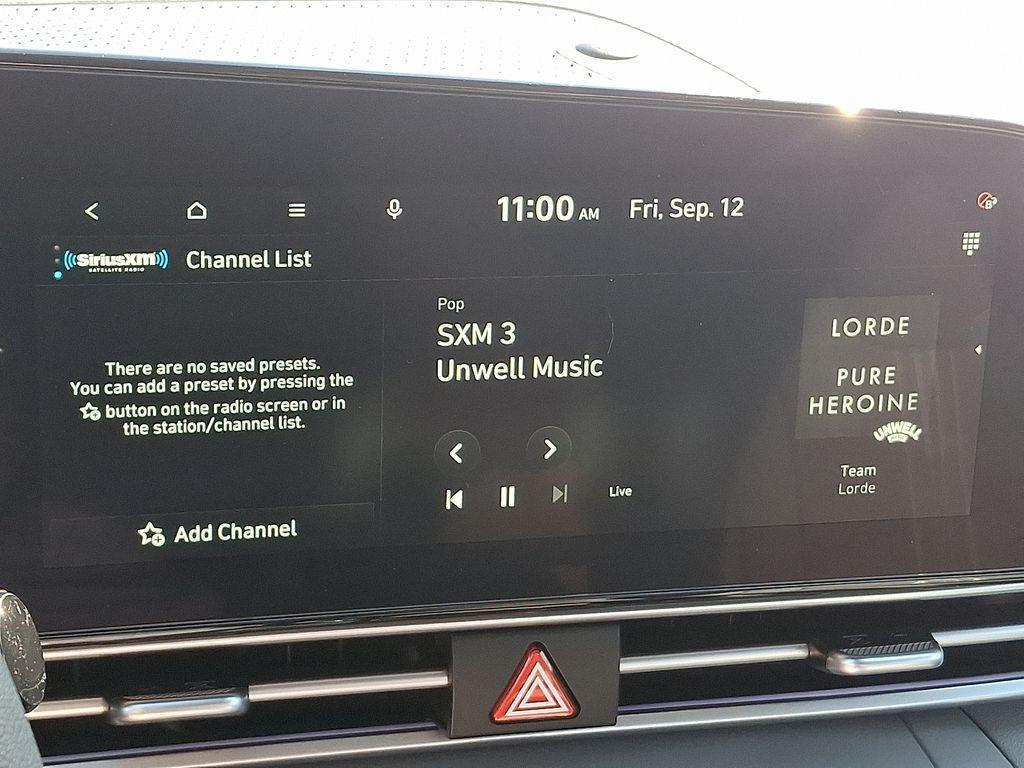 11:00 AM Fri, Sep. 12
((SiriusXM)) Channel List
SATELLITE RADIO
There are no saved presets.
You can add a preset by pressing the
button on the radio screen or in
the station/channel list.
Add Channel
Pop
SXM 3
Unwell Music
Live
LORDE
PURE
HEROINE
UNWELL
Team
Lorde